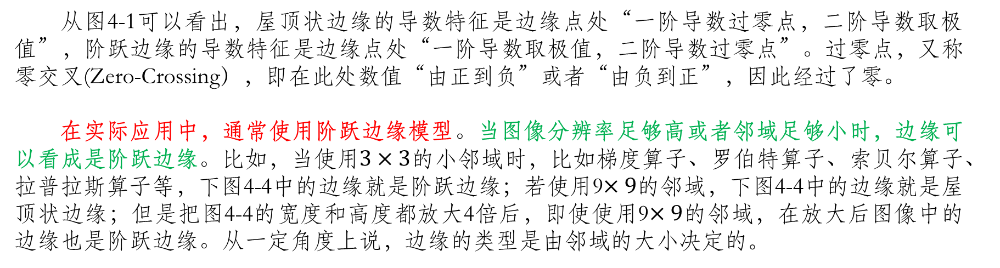 从图4-1可以看出，屋顶状边缘的导数特征是边缘点处“一阶导数过零点，二阶导数取极
值”，阶跃边缘的导数特征是边缘点处“一阶导数取极值，二阶导数过零点”。过零点，又称
零交叉(Zero-Crossing），即在此处数值“由正到负”或者“由负到正”，因此经过了零。
在实际应用中，通常使用阶跃边缘模型。当图像分辨率足够高或者邻域足够小时，边缘可
以看成是阶跃边缘。比如，当使用3 × 3的小邻域时，比如梯度算子、罗伯特算子、索贝尔算子、
拉普拉斯算子等，下图4-4中的边缘就是阶跃边缘；若使用9× 9的邻域，下图4-4中的边缘就是屋
顶状边缘；但是把图4-4的宽度和高度都放大4倍后，即使使用9× 9的邻域，在放大后图像中的
边缘也是阶跃边缘。从一定角度上说，边缘的类型是由邻域的大小决定的。